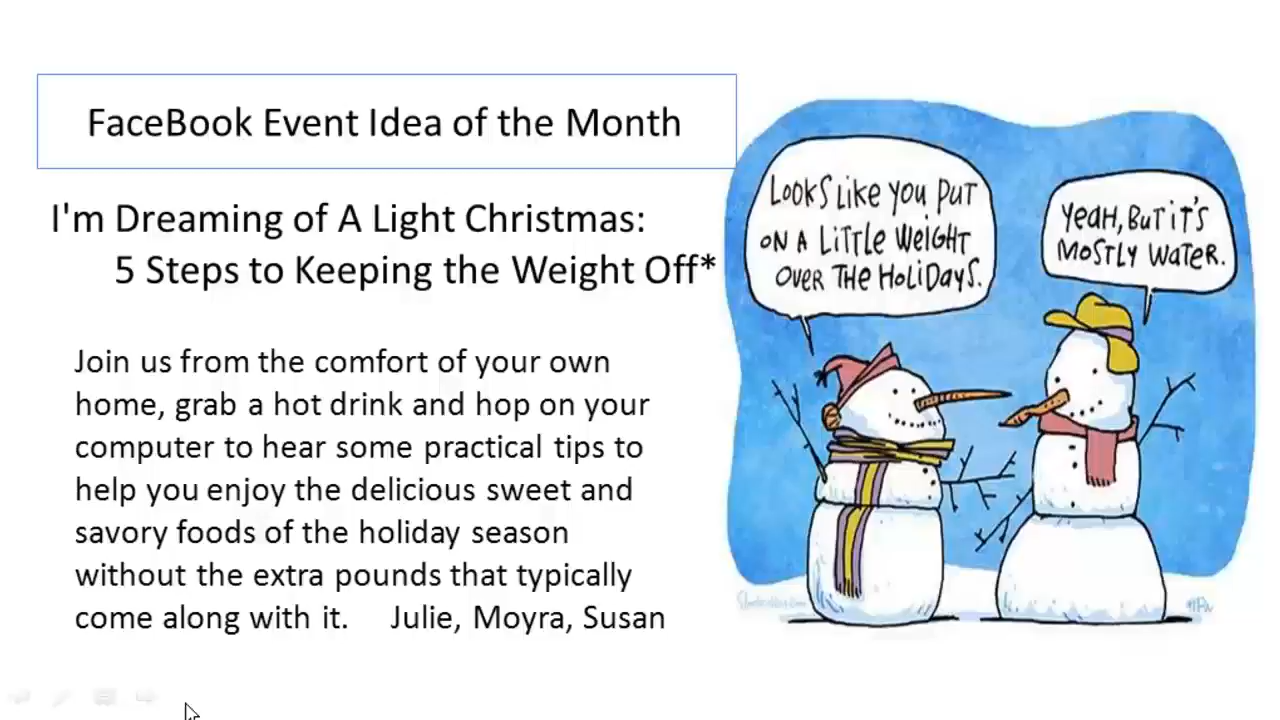 FaceBook Event Idea of the Month
I'm Dreaming of A Light Christmas:
5 Steps to Keeping the Weight Off*
Join us from the comfort of your own
home, grab a hot drink and hop on your
computer to hear some practical tips to
help you enjoy the delicious sweet and
savory foods of the holiday season
without the extra pounds that typically
come along with it. Julie, Moyra, Susan
LOOKS LIKE YOU PUT
ON A LITTLE WEIGHT
OVER THE HOLIDAYS.
YEAH, BUT IT'S
MOSTLY WATER.